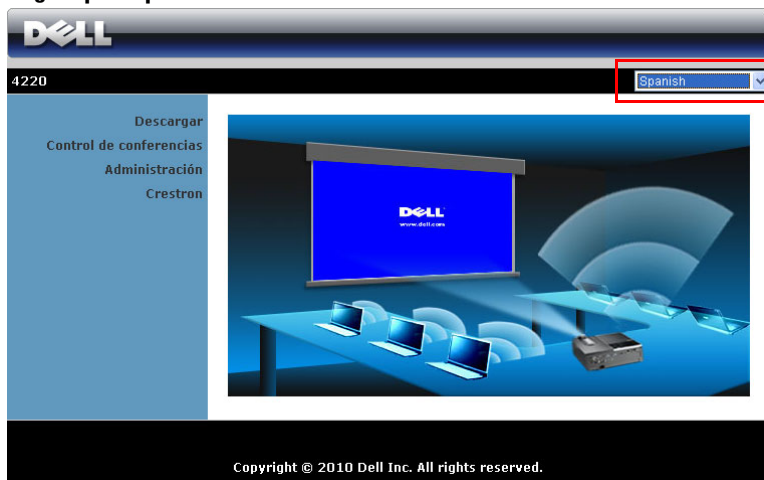 DELL
4220
Spanish
Descargar
Control de conferencias
Administración
Crestron
DELL
www.dell.com
Copyright © 2010 Dell Inc. All rights reserved.